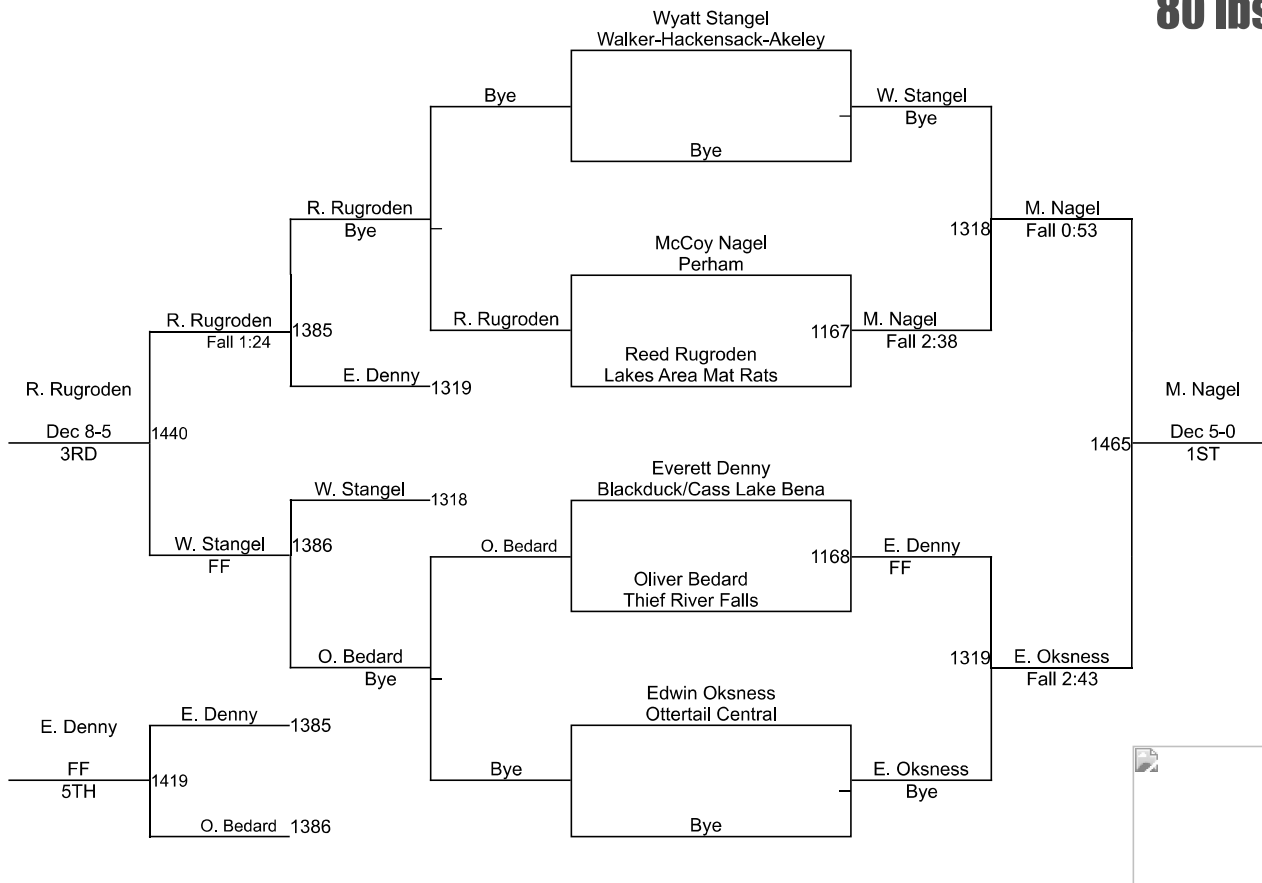 80 lbs
Wyatt Stangel
Walker-Hackensack-Akeley
Bye
W. Stangel
Bye
Bye
R. Rugroden
Bye
M. Nagel
1318
Fall 0:53
McCoy Nagel
Perham
R. Rugroden
Fall 1:24
1385
R. Rugroden
1167
M. Nagel
Fall 2:38
Reed Rugroden
Lakes Area Mat Rats
E. Denny
1319
R. Rugroden
Dec 8-5
3RD
1440
M. Nagel
1465
Dec 5-0
1ST
Everett Denny
Blackduck/Cass Lake Bena
W. Stangel
1318
W. Stangel
FF
1386
O. Bedard
1168
E. Denny
FF
Oliver Bedard
Thief River Falls
O. Bedard
Bye
1319
E. Oksness
Fall 2:43
Edwin Oksness
Ottertail Central
E. Denny
E. Denny
1385
FF
5TH
1419
Bye
E. Oksness
Bye
O. Bedard
1386
Bye